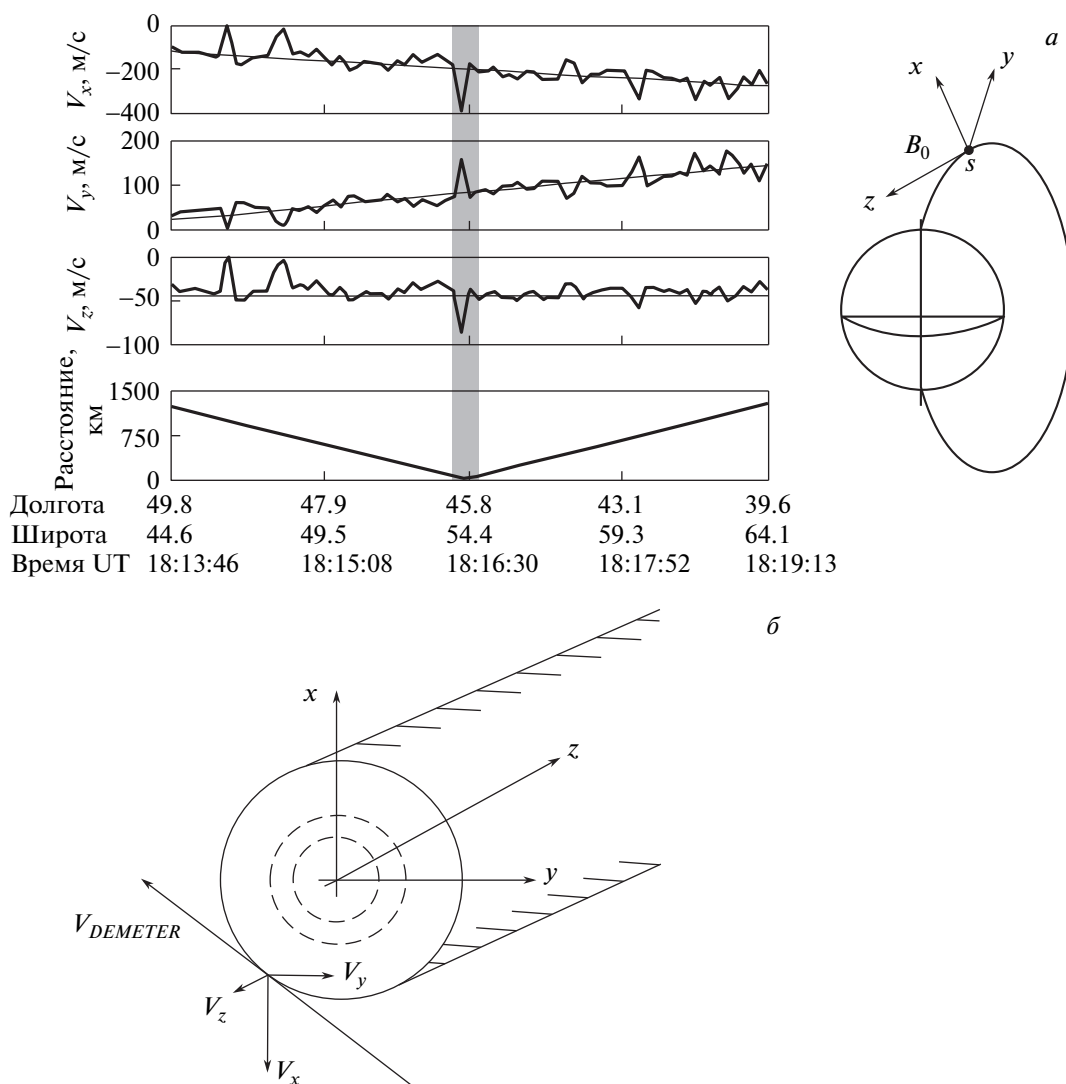 0
−200
−400
V_x, м/с
200
100
0
V_y, м/с
0
−50
−100
V_z, м/с
1500
750
0
Расстояние,
км
Долгота 49.8 47.9 45.8 43.1 39.6
Широта 44.6 49.5 54.4 59.3 64.1
Время UT 18:13:46 18:15:08 18:16:30 18:17:52 18:19:13
а
x
y
B_0
s
z
б
x
z
y
V_DEMETER
V_y
V_z
V_x